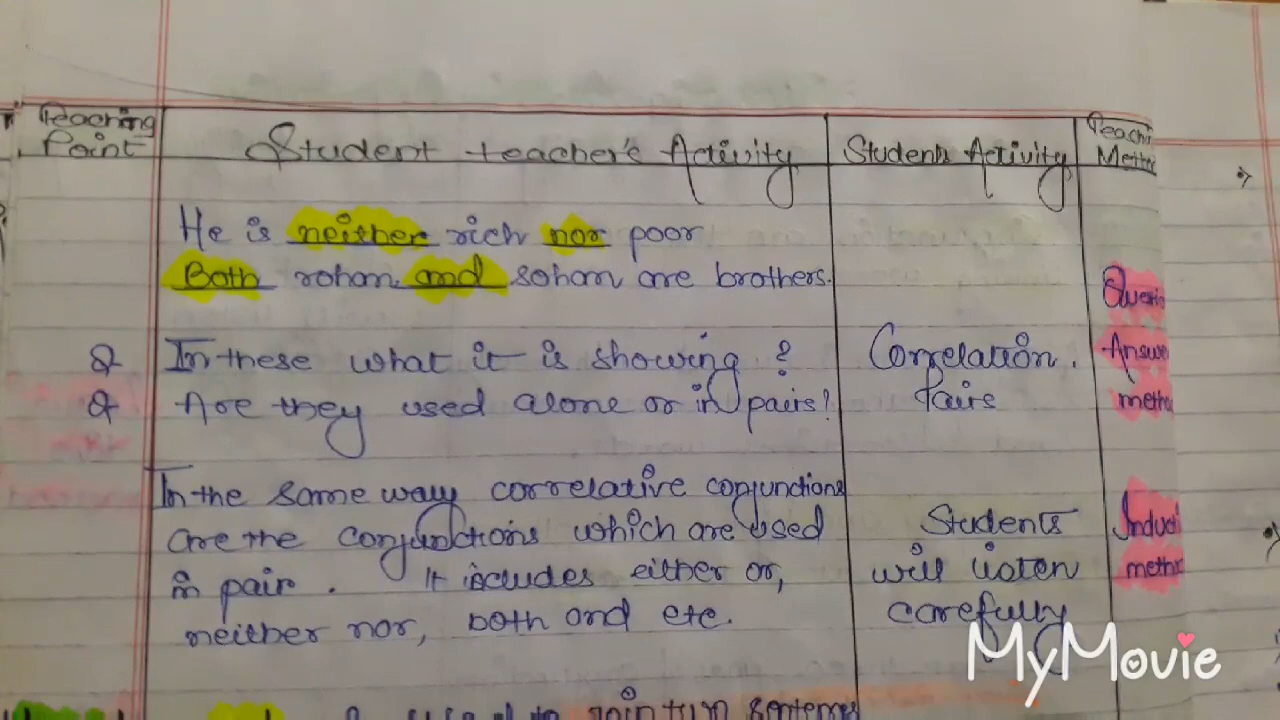 Teaching Point
Student teacher's Activity
Students Activity
He is neither rich nor poor
Both rohan and soham are brothers.
Q In these what it is showing ?
Correlation.
Q Are they used alone or in pairs?
Pairs
In the same way correlative conjunctions
are the conjunctions which are used
in pair . It includes either or,
neither nor, both and etc.
Students
will listen
carefully
MyMovie